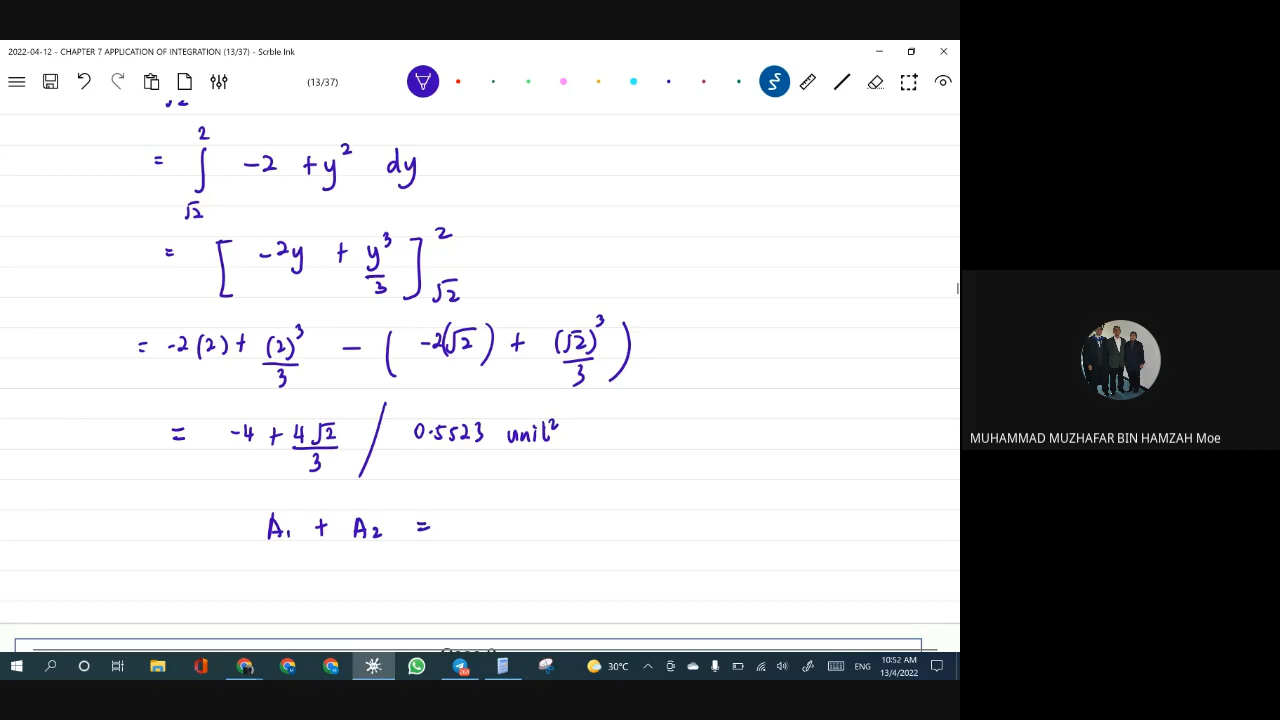 2022-04-12 - CHAPTER 7 APPLICATION OF INTEGRATION (13/37) - Scrble Ink
(13/37)
√2
= ∫_{√2}^{2} -2 + y² dy
= [ -2y + y³/3 ]_{√2}^{2}
= -2(2) + (2)³/3 - ( -2(√2) + (√2)³/3 )
= -4 + 4√2/3 / 0.5523 unit²
A₁ + A₂ =
MUHAMMAD MUZHAFAR BIN HAMZAH Moe
30°C
ENG
10:52 AM
13/4/2022